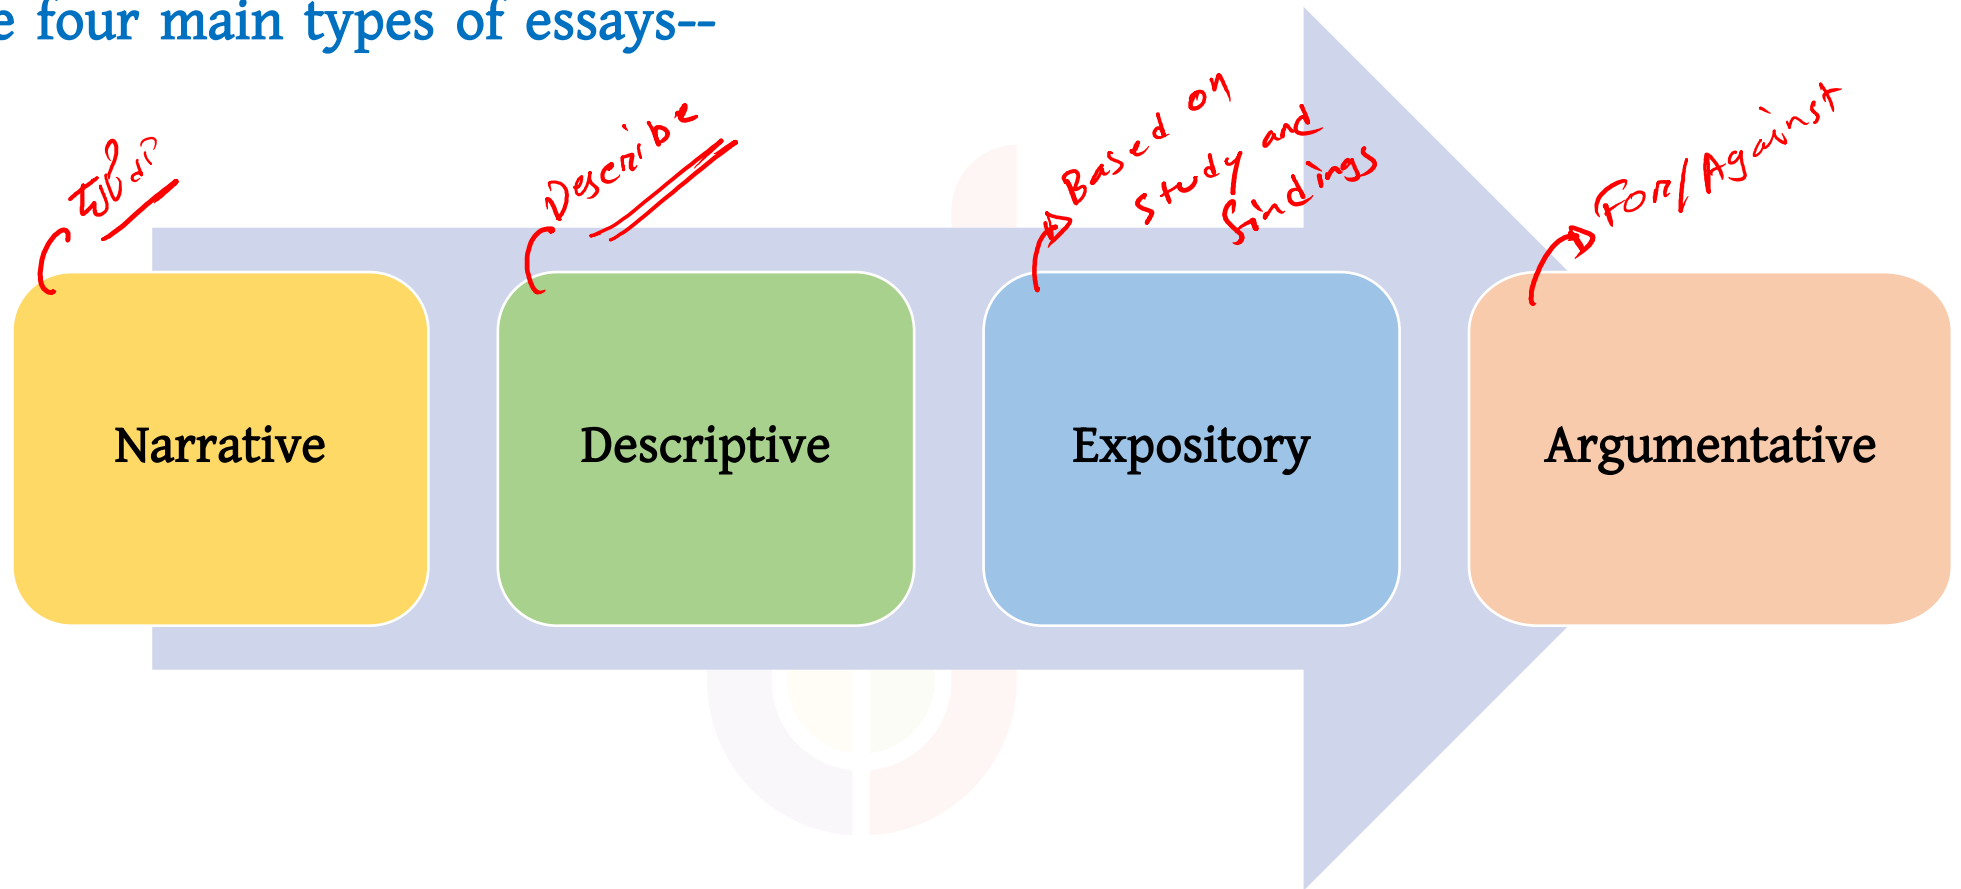 e four main types of essays--
Describe
Based on
study and
findings
For/Against
Narrative
Descriptive
Expository
Argumentative